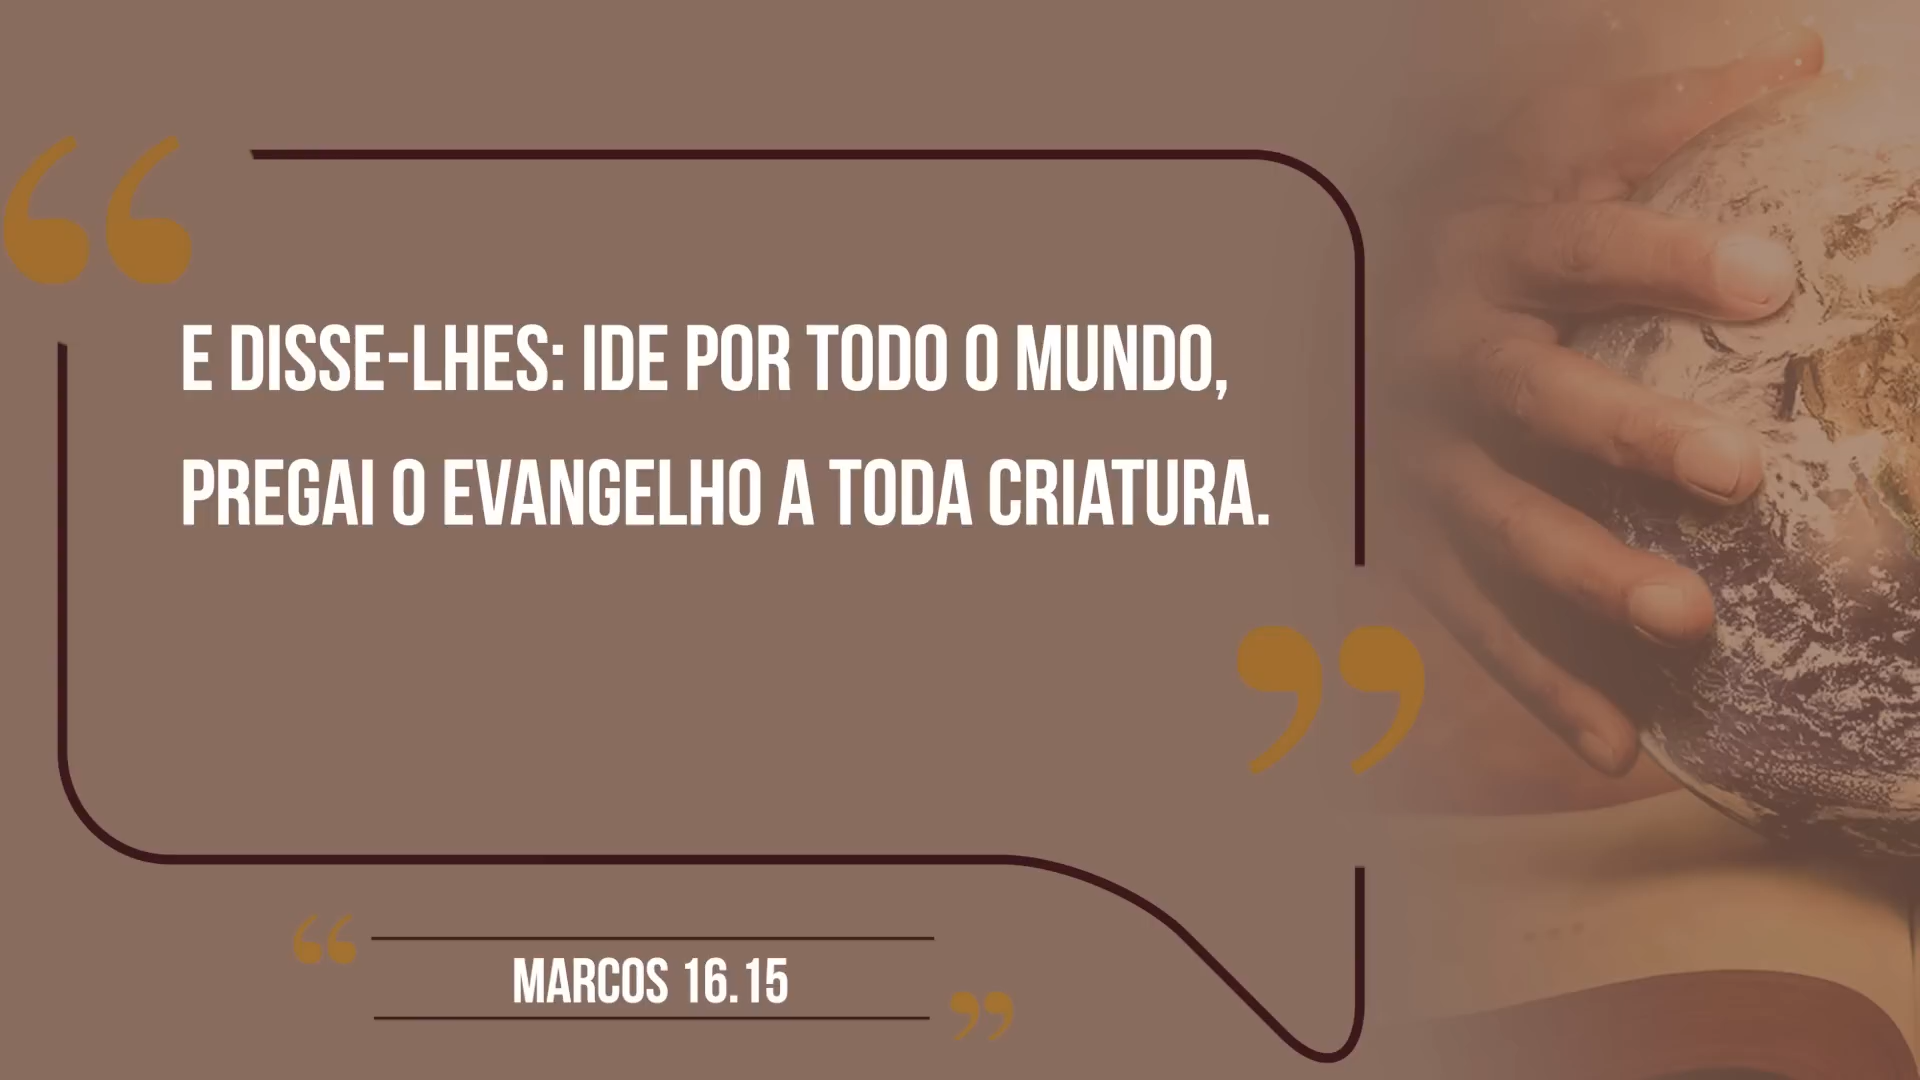 E DISSE-LHES: IDE POR TODO O MUNDO,
PREGAI O EVANGELHO A TODA CRIATURA.
MARCOS 16.15